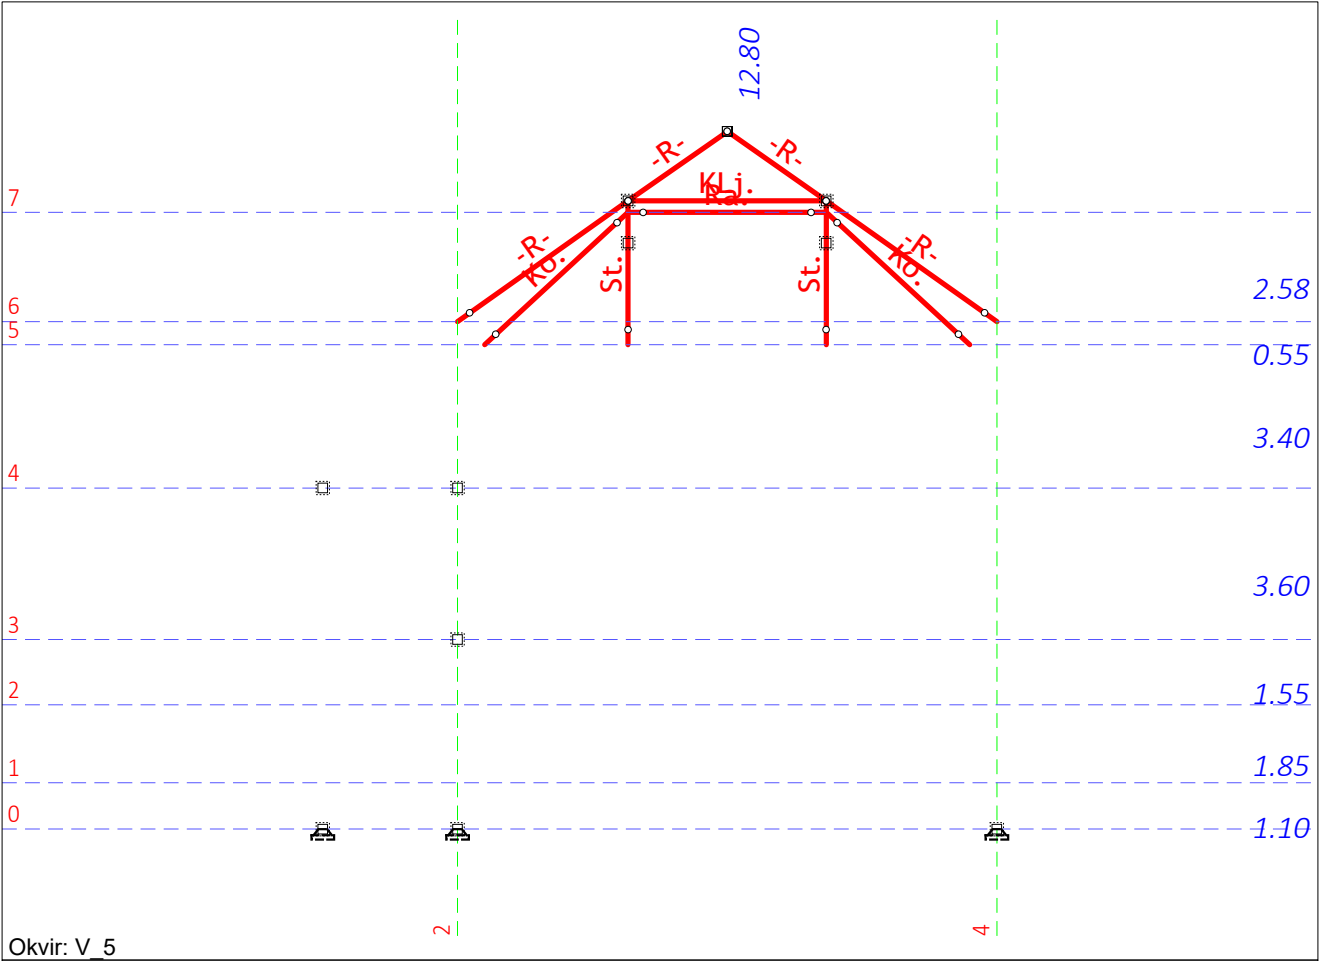 12.80
-R-
-R-
KLj.
Ra.
7
-R-
-R-
Ko.
Ko.
St.
St.
2.58
6
5
0.55
3.40
4
3.60
3
2
1.55
1
1.85
0
1.10
2
4
Okvir: V_5